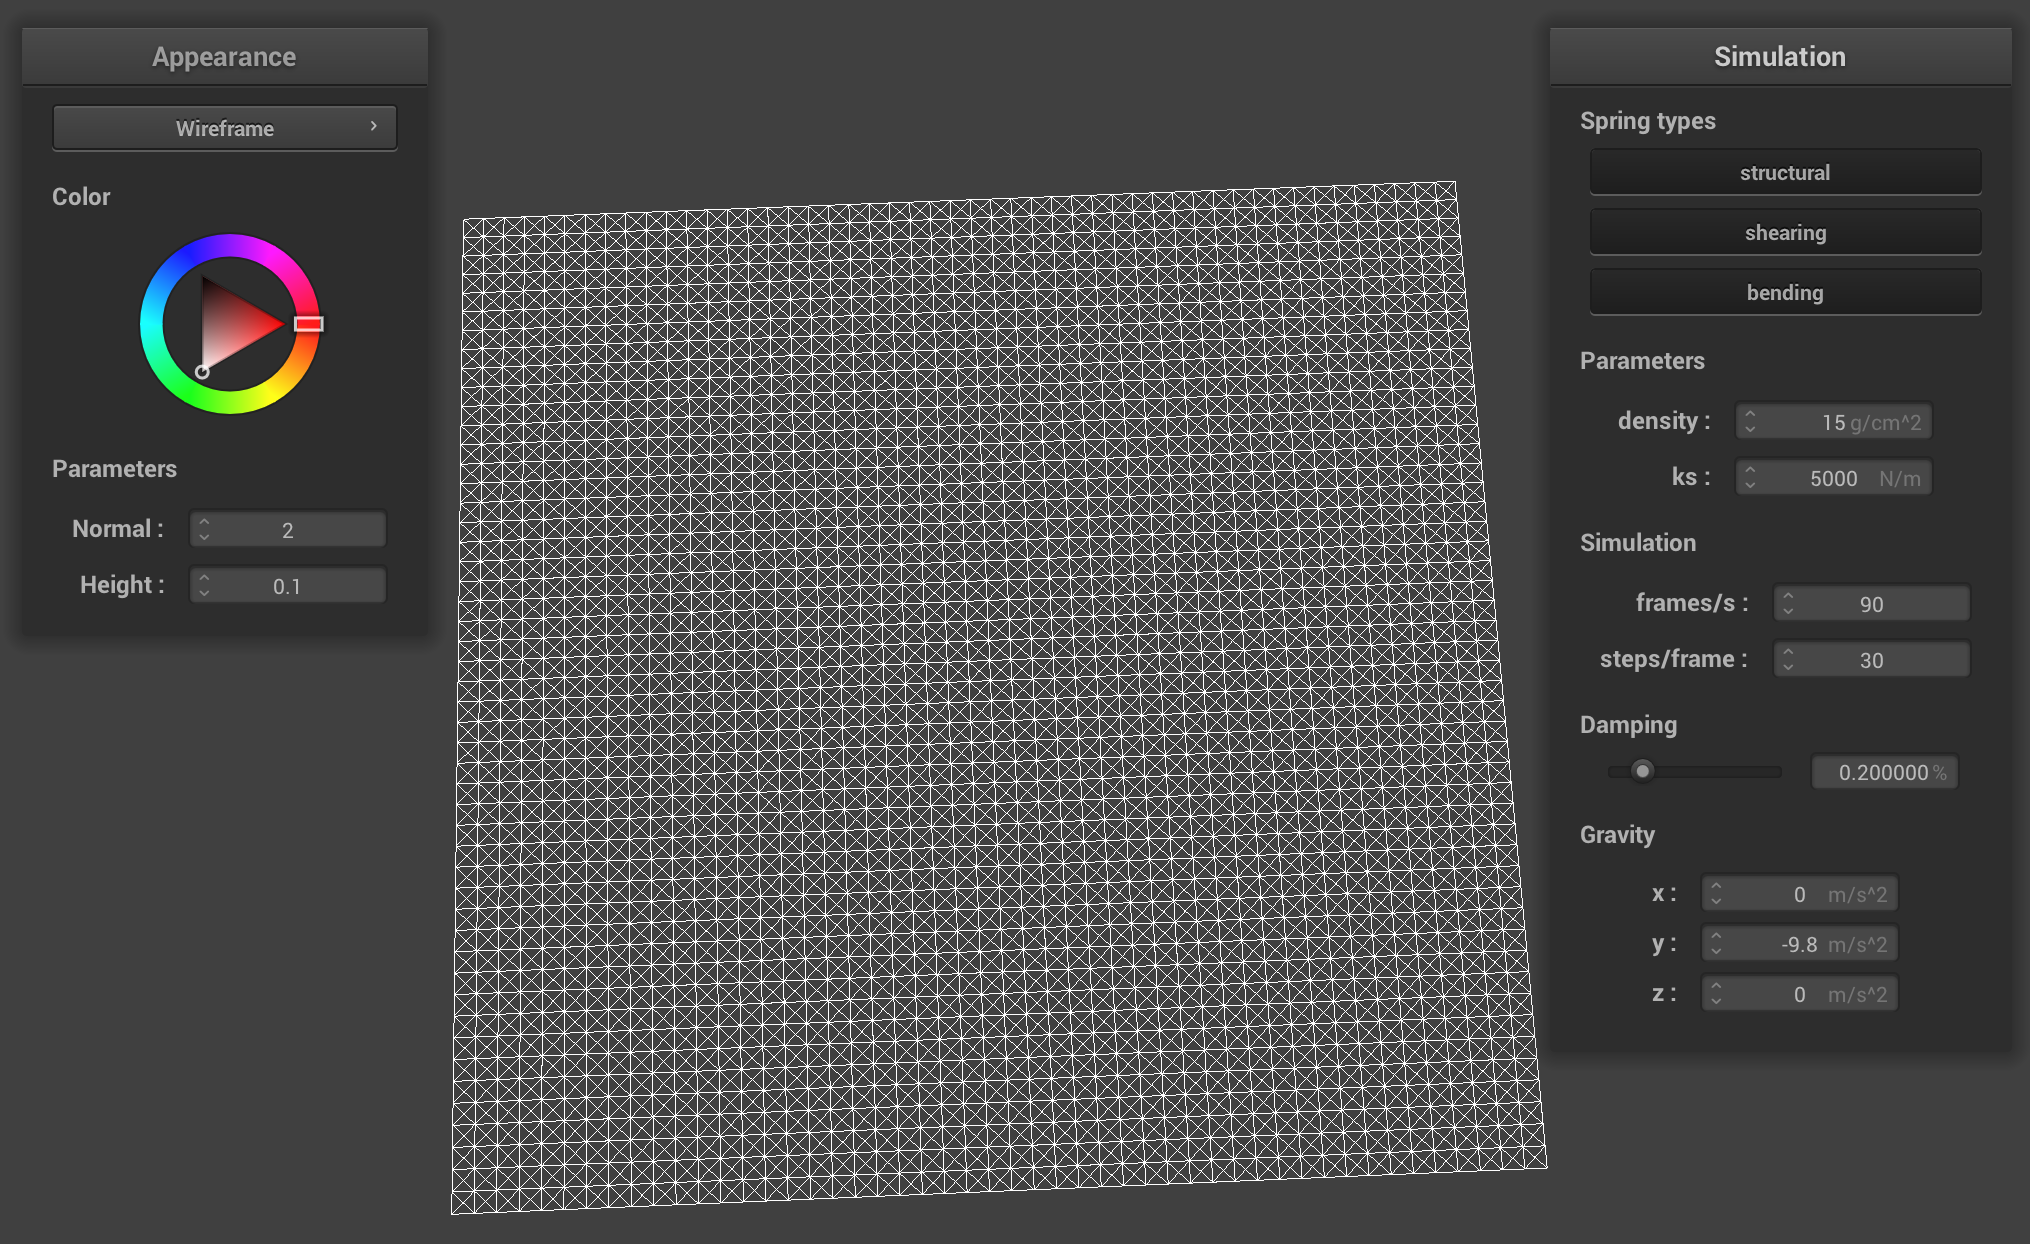 Appearance
Wireframe
Color
Parameters
Normal : 2
Height : 0.1
Simulation
Spring types
structural
shearing
bending
Parameters
density : 15 g/cm^2
ks : 5000 N/m
Simulation
frames/s : 90
steps/frame : 30
Damping
0.200000 %
Gravity
x : 0 m/s^2
y : -9.8 m/s^2
z : 0 m/s^2